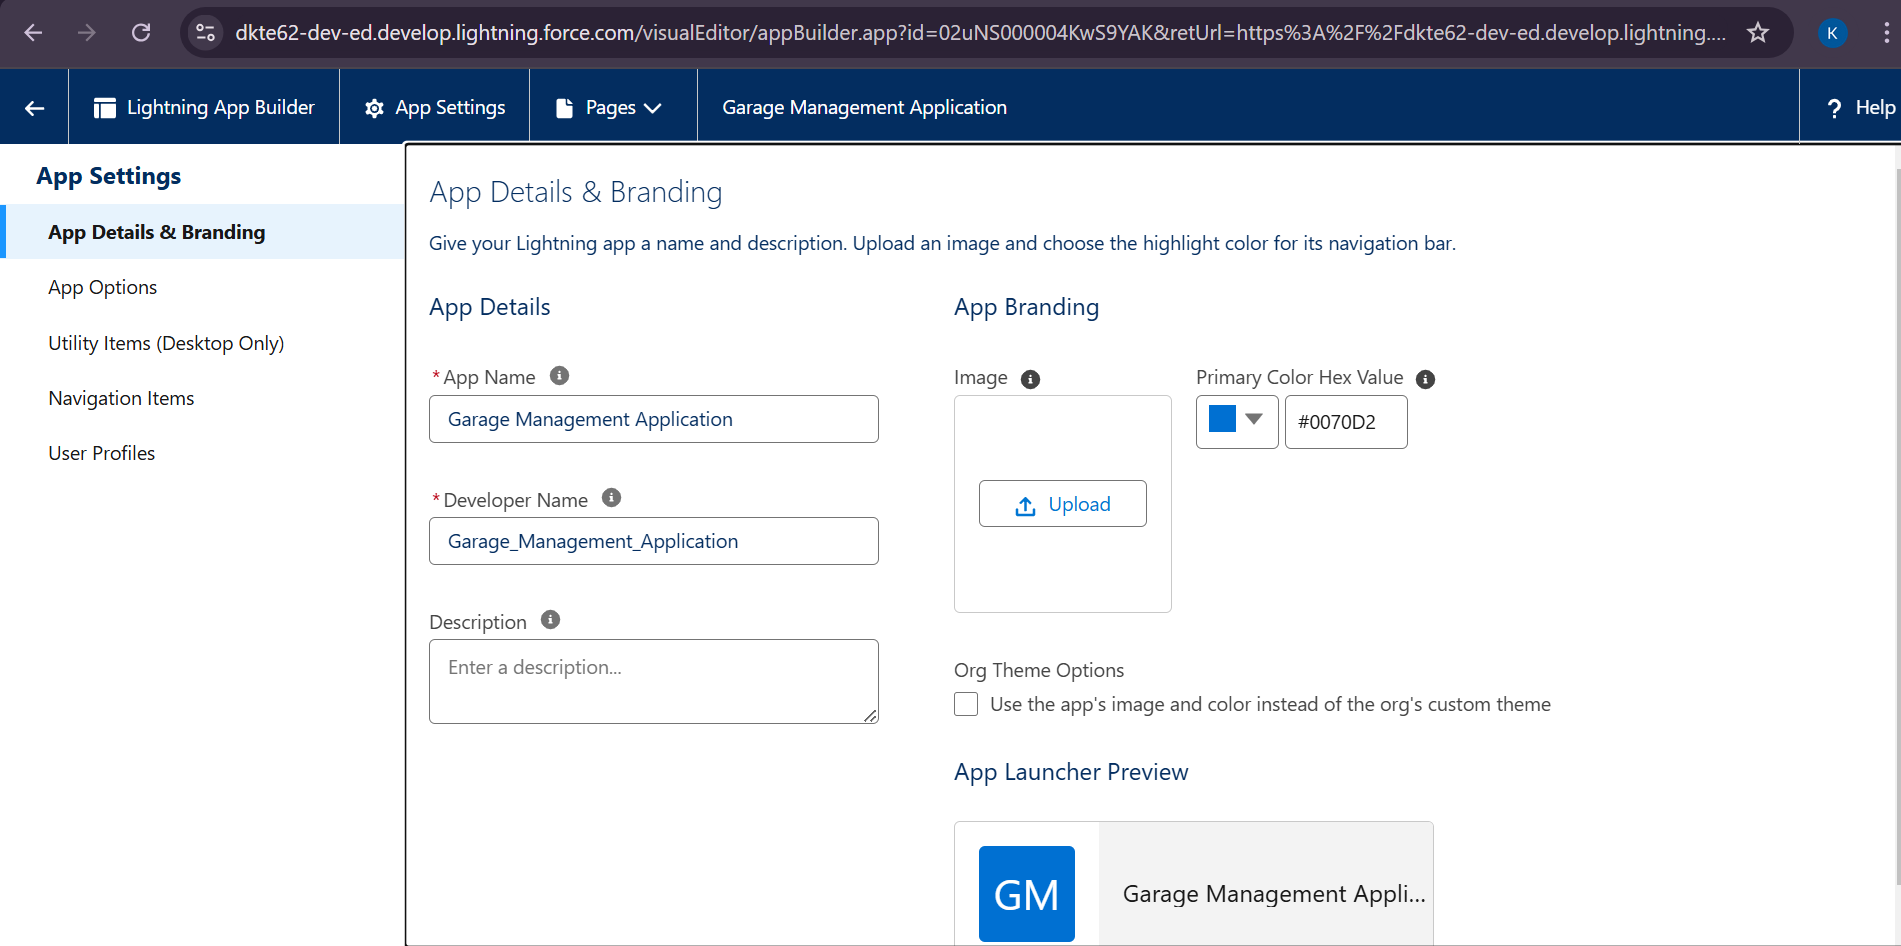 dkte62-dev-ed.develop.lightning.force.com/visualEditor/appBuilder.app?id=02uNS000004KwS9YAK&retUrl=https%3A%2F%2Fdkte62-dev-ed.develop.lightning....
K
Lightning App Builder
App Settings
Pages
Garage Management Application
? Help
App Settings
App Details & Branding
App Options
Utility Items (Desktop Only)
Navigation Items
User Profiles
App Details & Branding
Give your Lightning app a name and description. Upload an image and choose the highlight color for its navigation bar.
App Details
*App Name
Garage Management Application
*Developer Name
Garage_Management_Application
Description
Enter a description...
App Branding
Image
Primary Color Hex Value
#0070D2
Upload
Org Theme Options
Use the app's image and color instead of the org's custom theme
App Launcher Preview
GM
Garage Management Appli...